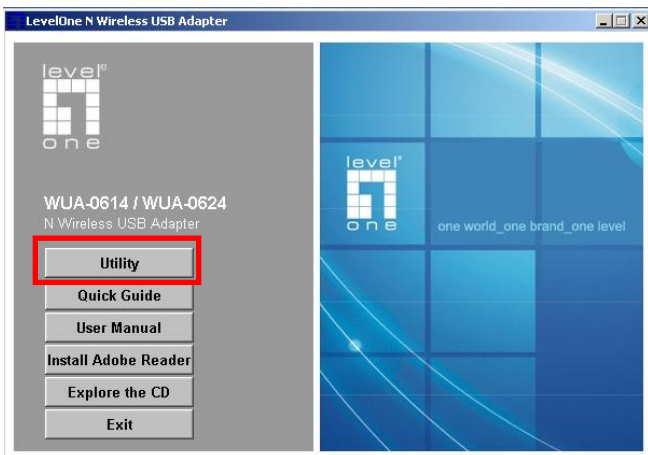 LevelOne N Wireless USB Adapter
level®
one
WUA-0614 / WUA-0624
N Wireless USB Adapter
Utility
Quick Guide
User Manual
Install Adobe Reader
Explore the CD
Exit
level®
one
one world_one brand_one level